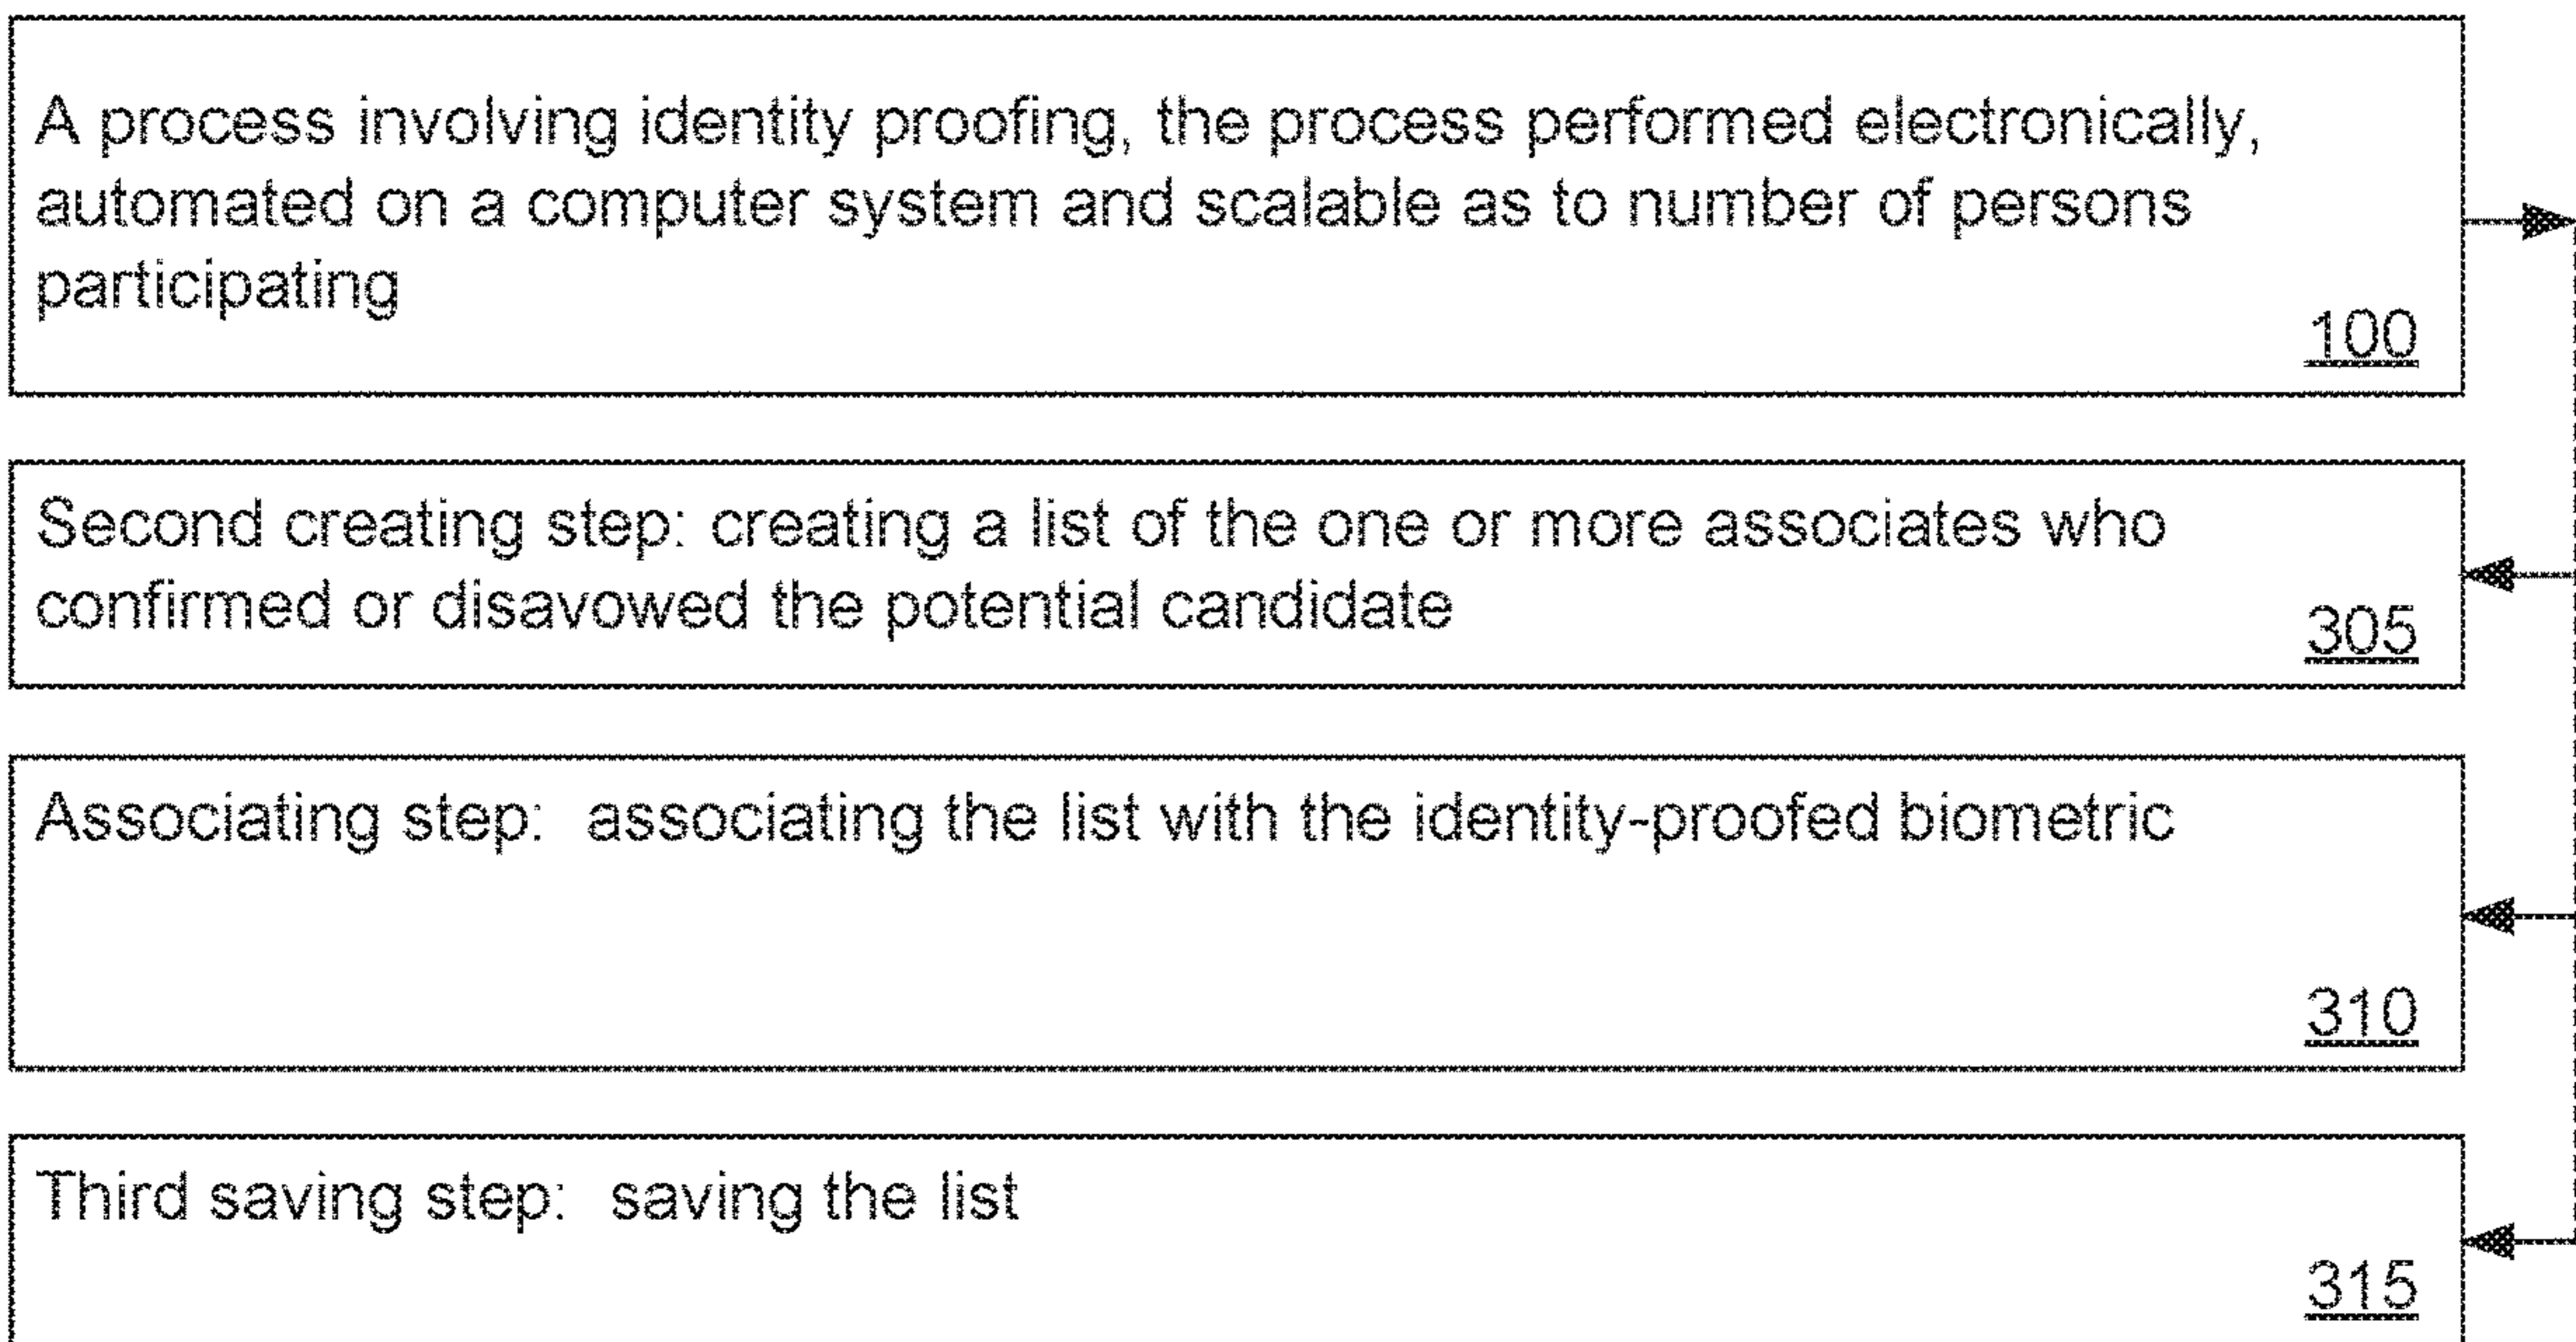 A process involving identity proofing, the process performed electronically,
automated on a computer system and scalable as to number of persons
participating
100
Second creating step: creating a list of the one or more associates who
confirmed or disavowed the potential candidate
305
Associating step: associating the list with the identity-proofed biometric
310
Third saving step: saving the list
315